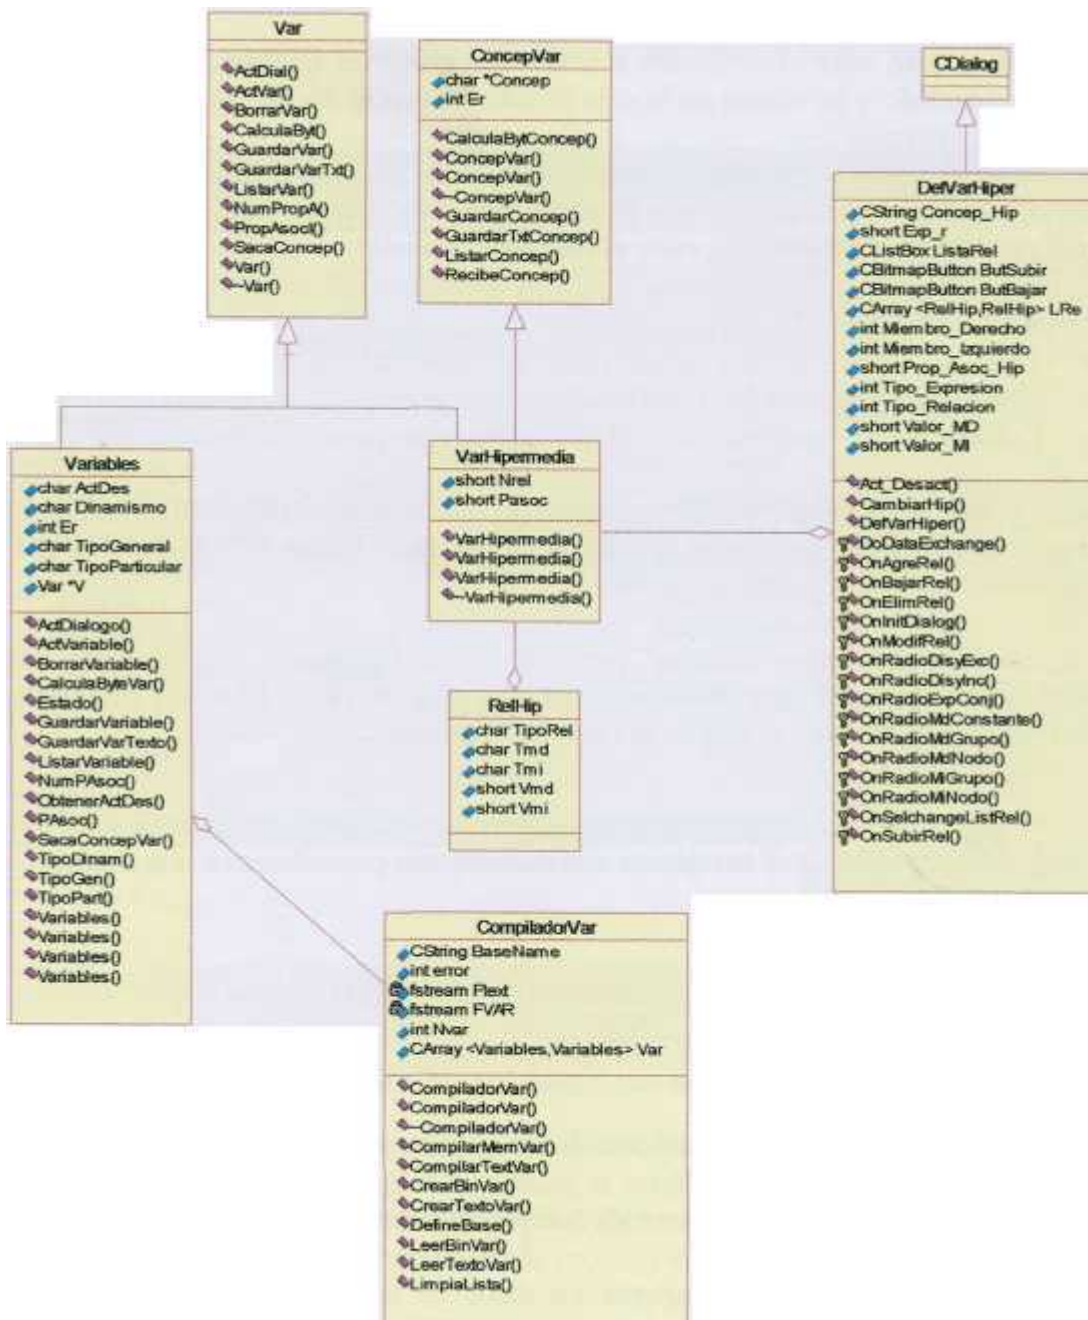 Var
ActDial()
ActVar()
BorrarVar()
CalculaByt()
GuardarVar()
GuardarVarTxt()
ListarVar()
NumPropA()
PropAsocI()
SacaConcep()
Var()
~Var()
ConcepVar
char *Concep
int Er
CalculaBytConcep()
ConcepVar()
ConcepVar()
~ConcepVar()
GuardarConcep()
GuardarTxtConcep()
ListarConcep()
RecibeConcep()
CDialog
DefVarHiper
CString Concep_Hip
short Exp_r
CListBox ListaRel
CBitmapButton ButSubir
CBitmapButton ButBajar
CArray <RelHip,RelHip> LRe
int Miembro_Derecho
int Miembro_Izquierdo
short Prop_Asoc_Hip
int Tipo_Expresion
int Tipo_Relacion
short Valor_MD
short Valor_MI
Act_Desact()
CambiarHip()
DefVarHiper()
DoDataExchange()
OnAgreRel()
OnBajarRel()
OnElimRel()
OnInitDialog()
OnModifRel()
OnRadioDisyExc()
OnRadioDisyInc()
OnRadioExpConj()
OnRadioMdConstante()
OnRadioMdGrupo()
OnRadioMdNodo()
OnRadioMiGrupo()
OnRadioMiNodo()
OnSelchangeListRel()
OnSubirRel()
Variables
char ActDes
char Dinamismo
int Er
char TipoGeneral
char TipoParticular
Var *V
ActDialogo()
ActVariable()
BorrarVariable()
CalculaByteVar()
Estado()
GuardarVariable()
GuardarVarTexto()
ListarVariable()
NumPAsoc()
ObtenerActDes()
PAsoc()
SacaConcepVar()
TipoDinam()
TipoGen()
TipoPart()
Variables()
Variables()
Variables()
Variables()
VarHipermedia
short Nrel
short Pasoc
VarHipermedia()
VarHipermedia()
VarHipermedia()
~VarHipermedia()
RelHip
char TipoRel
char Tmd
char Tmi
short Vmd
short Vmi
CompiladorVar
CString BaseName
int error
fstream Ftext
fstream FVAR
int Nvar
CArray <Variables,Variables> Var
CompiladorVar()
CompiladorVar()
~CompiladorVar()
CompilarMemVar()
CompilarTextVar()
CrearBinVar()
CrearTextoVar()
DefineBase()
LeerBinVar()
LeerTextoVar()
LimpiaLista()